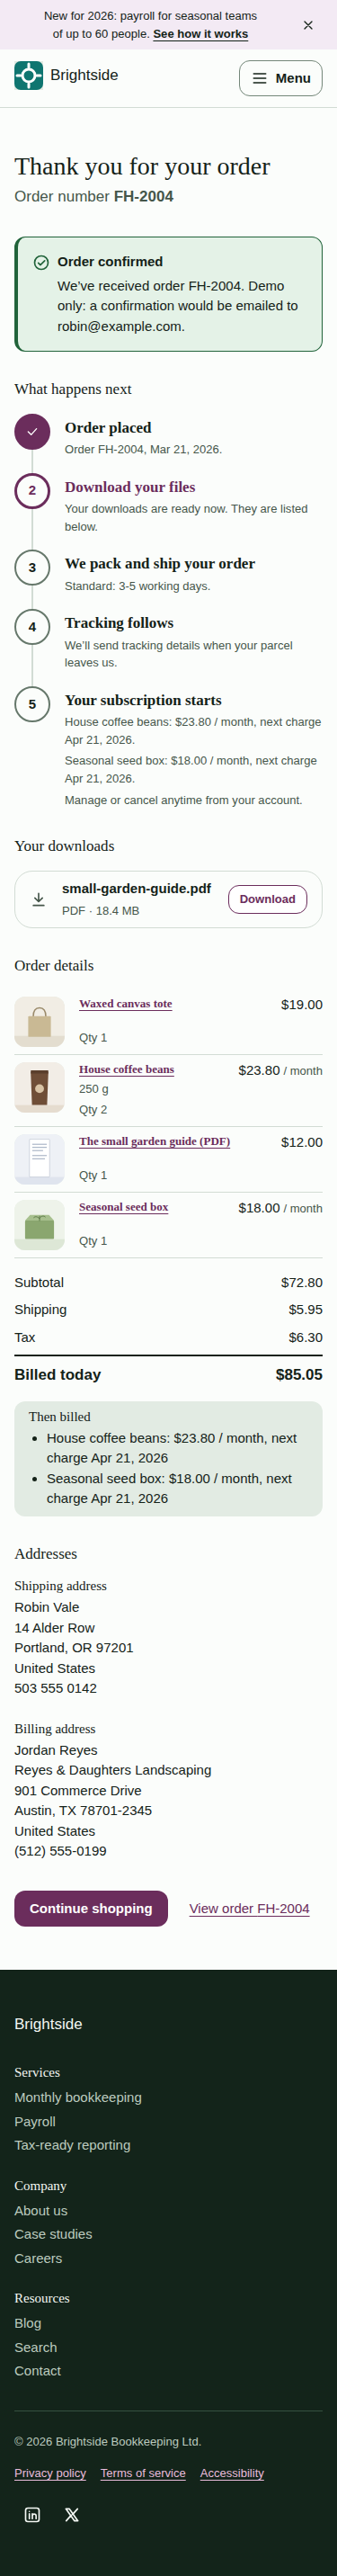 New for 2026: payroll for seasonal teams
of up to 60 people. See how it works
Brightside
Menu
Thank you for your order
Order number FH-2004
Order confirmed
We’ve received order FH-2004. Demo
only: a confirmation would be emailed to
robin@example.com.
What happens next
Order placed
Order FH-2004, Mar 21, 2026.
2
Download your files
Your downloads are ready now. They are listed
below.
3
We pack and ship your order
Standard: 3-5 working days.
4
Tracking follows
We’ll send tracking details when your parcel
leaves us.
5
Your subscription starts
House coffee beans: $23.80 / month, next charge
Apr 21, 2026.
Seasonal seed box: $18.00 / month, next charge
Apr 21, 2026.
Manage or cancel anytime from your account.
Your downloads
small-garden-guide.pdf
PDF · 18.4 MB
Download
Order details
Waxed canvas tote
$19.00
Qty 1
House coffee beans
$23.80 / month
250 g
Qty 2
The small garden guide (PDF)
$12.00
Qty 1
Seasonal seed box
$18.00 / month
Qty 1
Subtotal $72.80
Shipping $5.95
Tax $6.30
Billed today $85.05
Then billed
• House coffee beans: $23.80 / month, next
charge Apr 21, 2026
• Seasonal seed box: $18.00 / month, next
charge Apr 21, 2026
Addresses
Shipping address
Robin Vale
14 Alder Row
Portland, OR 97201
United States
503 555 0142
Billing address
Jordan Reyes
Reyes & Daughters Landscaping
901 Commerce Drive
Austin, TX 78701-2345
United States
(512) 555-0199
Continue shopping
View order FH-2004
Brightside
Services
Monthly bookkeeping
Payroll
Tax-ready reporting
Company
About us
Case studies
Careers
Resources
Blog
Search
Contact
© 2026 Brightside Bookkeeping Ltd.
Privacy policy Terms of service Accessibility